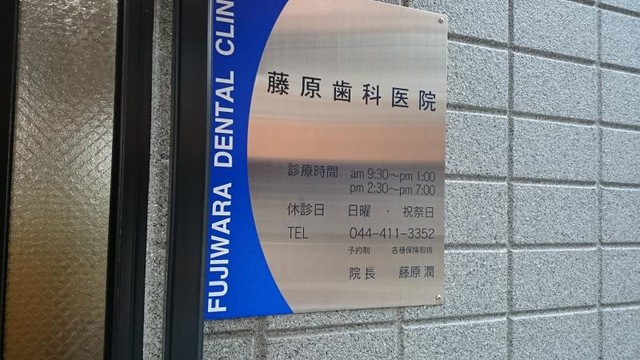 FUJIWARA DENTAL CLIN
藤原歯科医院
診療時間 am 9:30～pm 1:00
pm 2:30～pm 7:00
休診日 日曜・祝祭日
TEL 044-411-3352
予約制 各種保険取扱
院長 藤原潤